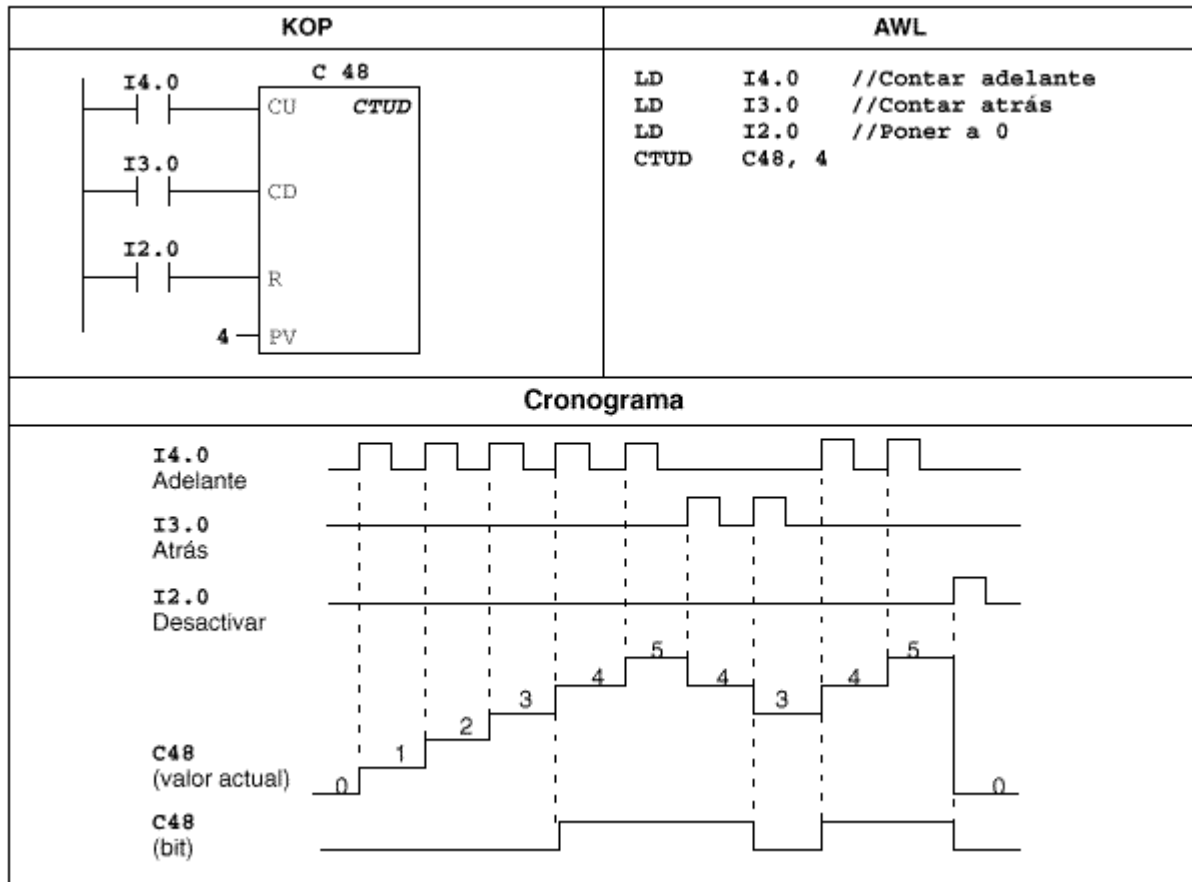 KOP
AWL
C 48
I4.0
CU CTUD
I3.0
CD
I2.0
R
4 PV
LD I4.0 //Contar adelante
LD I3.0 //Contar atrás
LD I2.0 //Poner a 0
CTUD C48, 4
Cronograma
I4.0
Adelante
I3.0
Atrás
I2.0
Desactivar
C48
(valor actual)
0 1 2 3 4 5 4 3 4 5 0
C48
(bit)